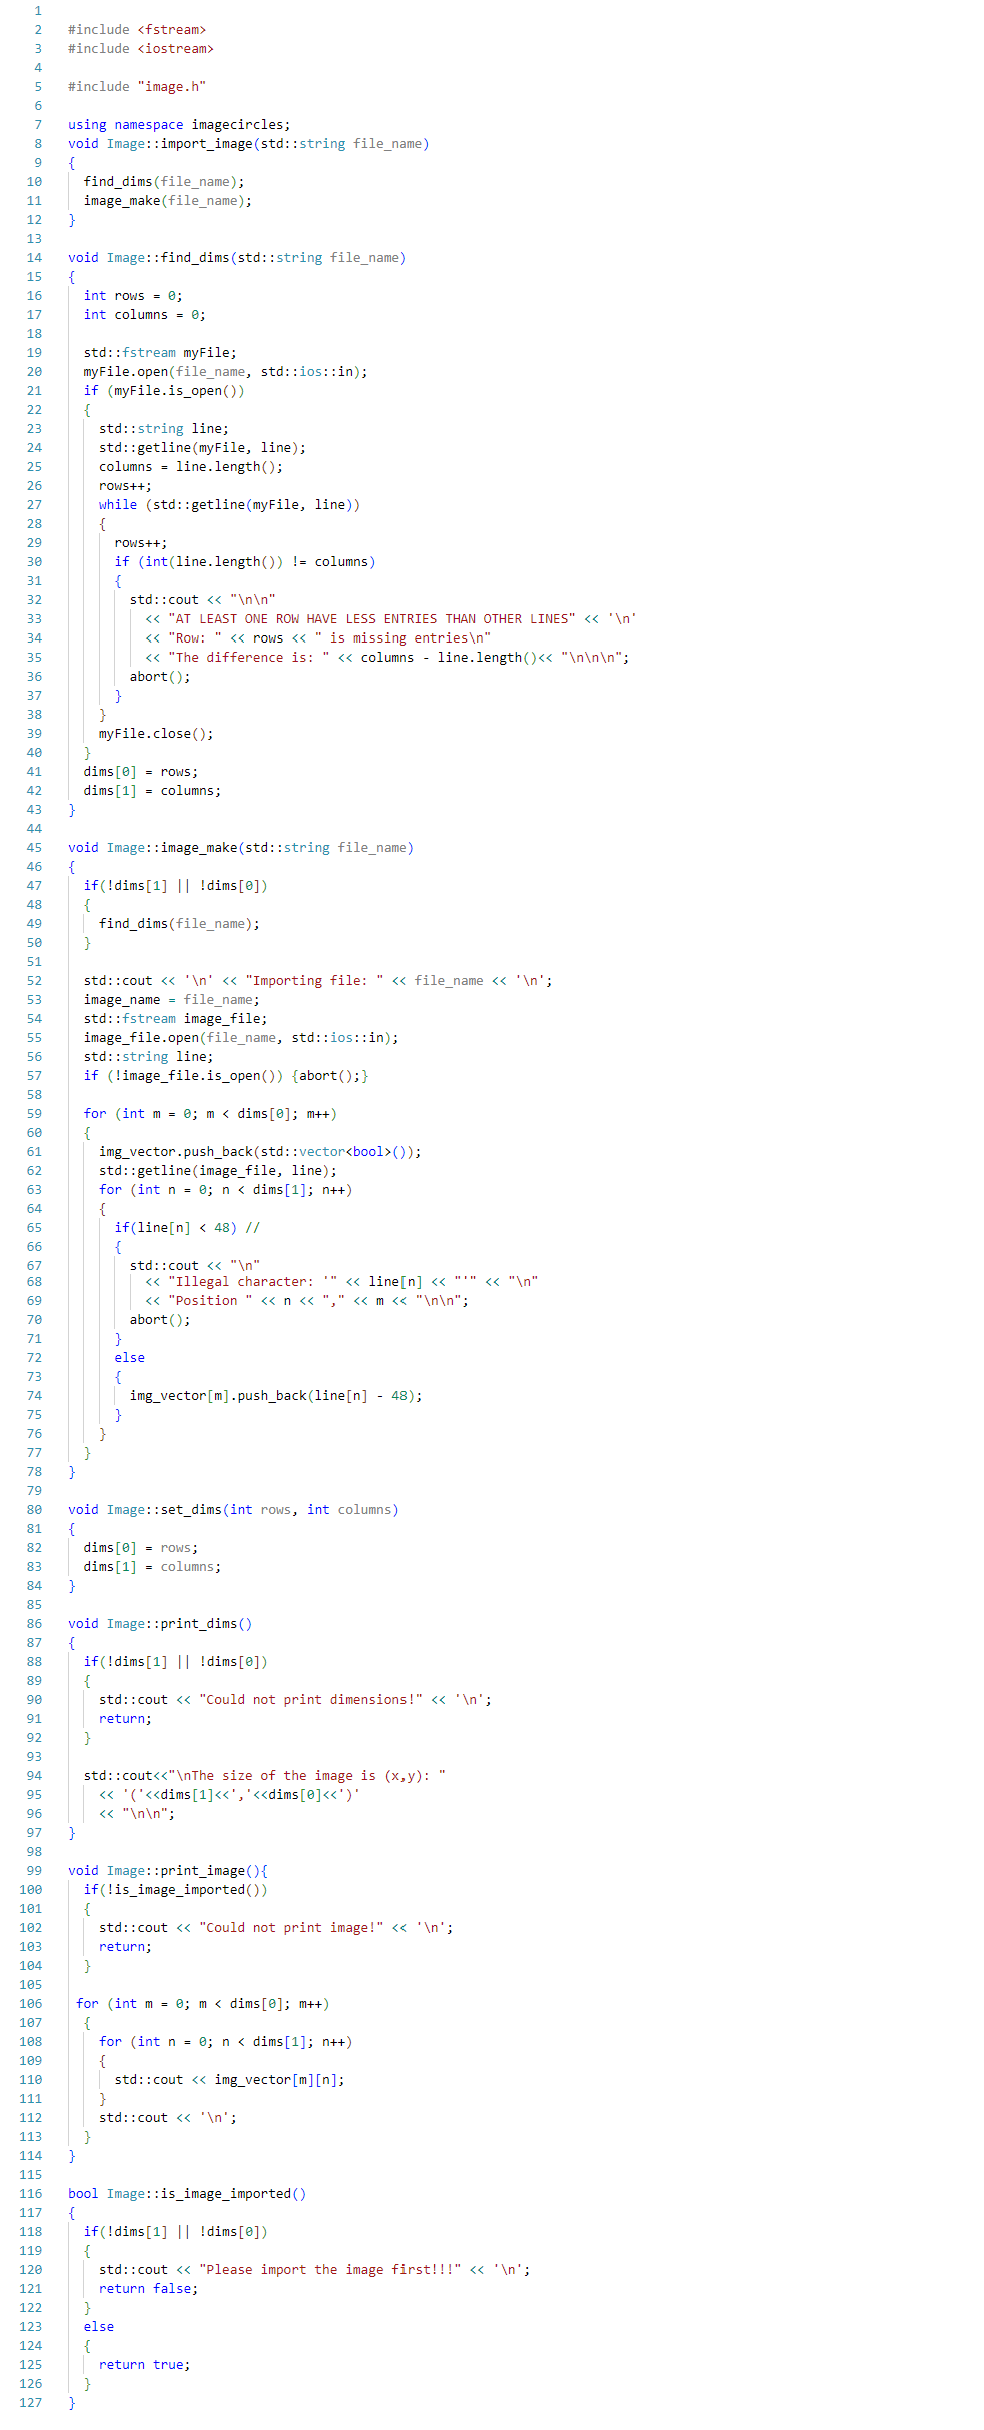 1
2 #include <fstream>
3 #include <iostream>
4
5 #include "image.h"
6
7 using namespace imagecircles;
8 void Image::import_image(std::string file_name)
9 {
10   find_dims(file_name);
11   image_make(file_name);
12 }
13
14 void Image::find_dims(std::string file_name)
15 {
16   int rows = 0;
17   int columns = 0;
18
19   std::fstream myFile;
20   myFile.open(file_name, std::ios::in);
21   if (myFile.is_open())
22   {
23     std::string line;
24     std::getline(myFile, line);
25     columns = line.length();
26     rows++;
27     while (std::getline(myFile, line))
28     {
29       rows++;
30       if (int(line.length()) != columns)
31       {
32         std::cout << "\n\n"
33           << "AT LEAST ONE ROW HAVE LESS ENTRIES THAN OTHER LINES" << '\n'
34           << "Row: " << rows << " is missing entries\n"
35           << "The difference is: " << columns - line.length()<< "\n\n\n";
36         abort();
37       }
38     }
39     myFile.close();
40   }
41   dims[0] = rows;
42   dims[1] = columns;
43 }
44
45 void Image::image_make(std::string file_name)
46 {
47   if(!dims[1] || !dims[0])
48   {
49     find_dims(file_name);
50   }
51
52   std::cout << '\n' << "Importing file: " << file_name << '\n';
53   image_name = file_name;
54   std::fstream image_file;
55   image_file.open(file_name, std::ios::in);
56   std::string line;
57   if (!image_file.is_open()) {abort();}
58
59   for (int m = 0; m < dims[0]; m++)
60   {
61     img_vector.push_back(std::vector<bool>());
62     std::getline(image_file, line);
63     for (int n = 0; n < dims[1]; n++)
64     {
65       if(line[n] < 48) //
66       {
67         std::cout << "\n"
68           << "Illegal character: '" << line[n] << "'" << "\n"
69           << "Position " << n << "," << m << "\n\n";
70         abort();
71       }
72       else
73       {
74         img_vector[m].push_back(line[n] - 48);
75       }
76     }
77   }
78 }
79
80 void Image::set_dims(int rows, int columns)
81 {
82   dims[0] = rows;
83   dims[1] = columns;
84 }
85
86 void Image::print_dims()
87 {
88   if(!dims[1] || !dims[0])
89   {
90     std::cout << "Could not print dimensions!" << '\n';
91     return;
92   }
93
94   std::cout<<"\nThe size of the image is (x,y): "
95     << '('<<dims[1]<<','<<dims[0]<<')'
96     << "\n\n";
97 }
98
99 void Image::print_image(){
100   if(!is_image_imported())
101   {
102     std::cout << "Could not print image!" << '\n';
103     return;
104   }
105
106  for (int m = 0; m < dims[0]; m++)
107   {
108     for (int n = 0; n < dims[1]; n++)
109     {
110       std::cout << img_vector[m][n];
111     }
112     std::cout << '\n';
113   }
114 }
115
116 bool Image::is_image_imported()
117 {
118   if(!dims[1] || !dims[0])
119   {
120     std::cout << "Please import the image first!!!" << '\n';
121     return false;
122   }
123   else
124   {
125     return true;
126   }
127 }